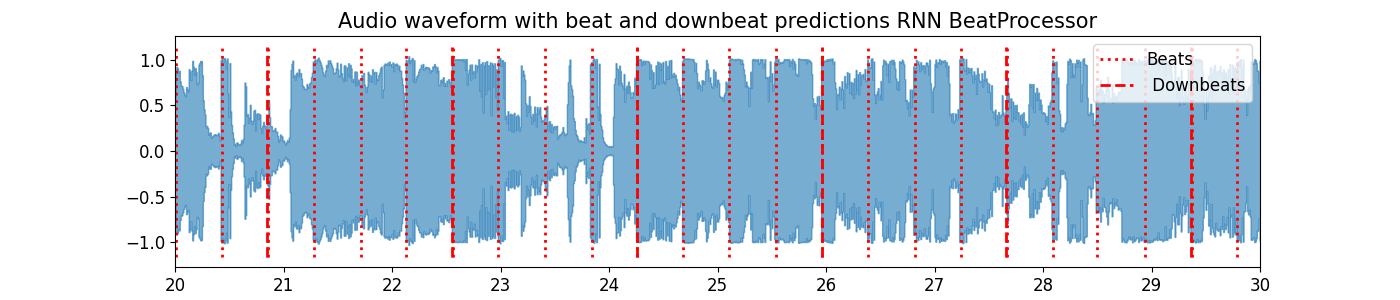 Audio waveform with beat and downbeat predictions RNN BeatProcessor
1.0
0.5
0.0
−0.5
−1.0
Beats
Downbeats
20 21 22 23 24 25 26 27 28 29 30